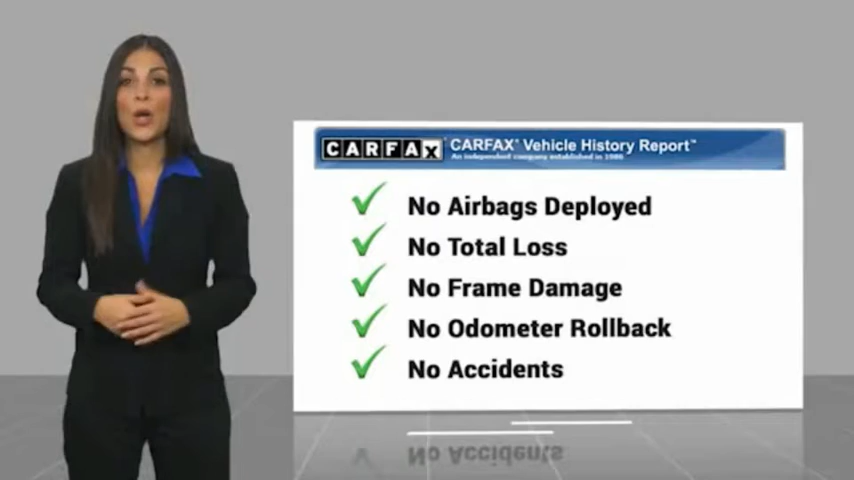 CARFAX CARFAX® Vehicle History Report™
An independent company established in 1986
No Airbags Deployed
No Total Loss
No Frame Damage
No Odometer Rollback
No Accidents
No Accidents